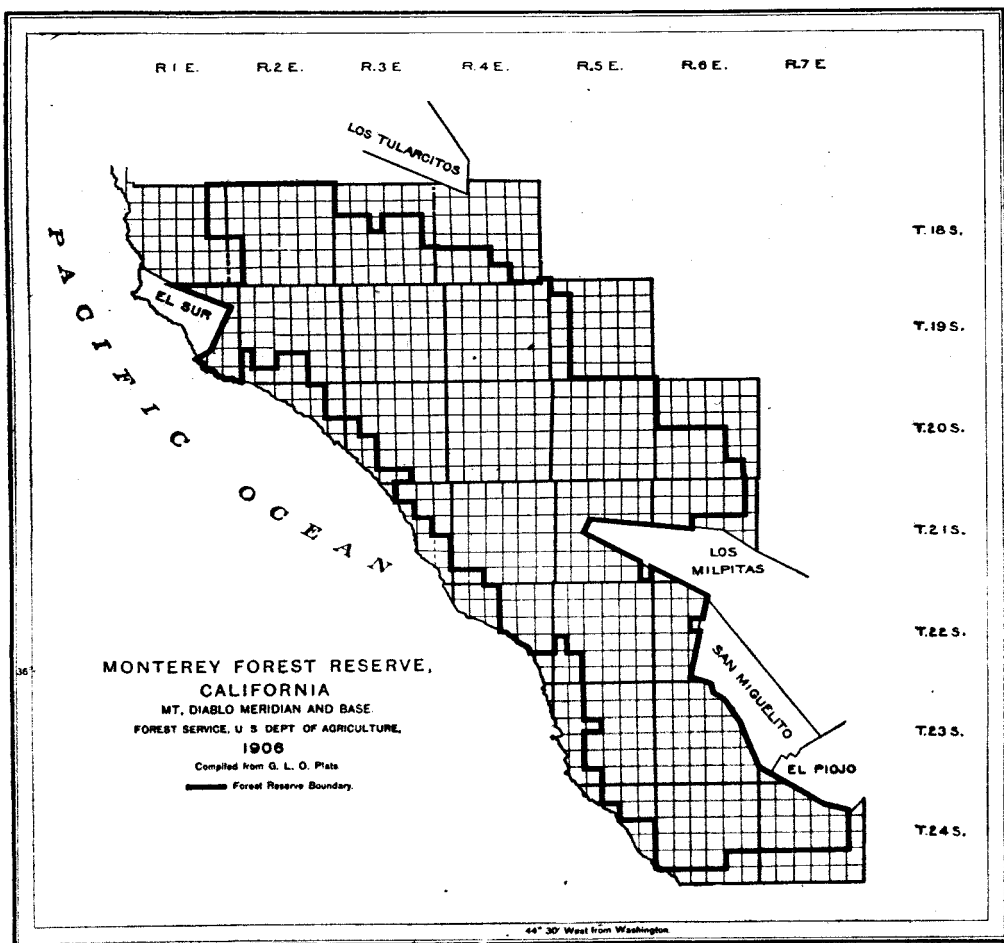 R 1 E. R.2 E. R.3 E R.4 E. R.5 E. R.6 E. R.7 E
LOS TULARCITOS
T.18 S.
PACIFIC OCEAN
EL SUR
T.19 S.
T.20 S.
T.21 S.
LOS
MILPITAS
T.22 S.
SAN MIGUELITO
36°
MONTEREY FOREST RESERVE,
CALIFORNIA
MT. DIABLO MERIDIAN AND BASE.
FOREST SERVICE, U S DEPT OF AGRICULTURE,
1906
Compiled from G. L. O. Plats
Forest Reserve Boundary.
T.23 S.
EL PIOJO
T.24 S.
44° 30' West from Washington